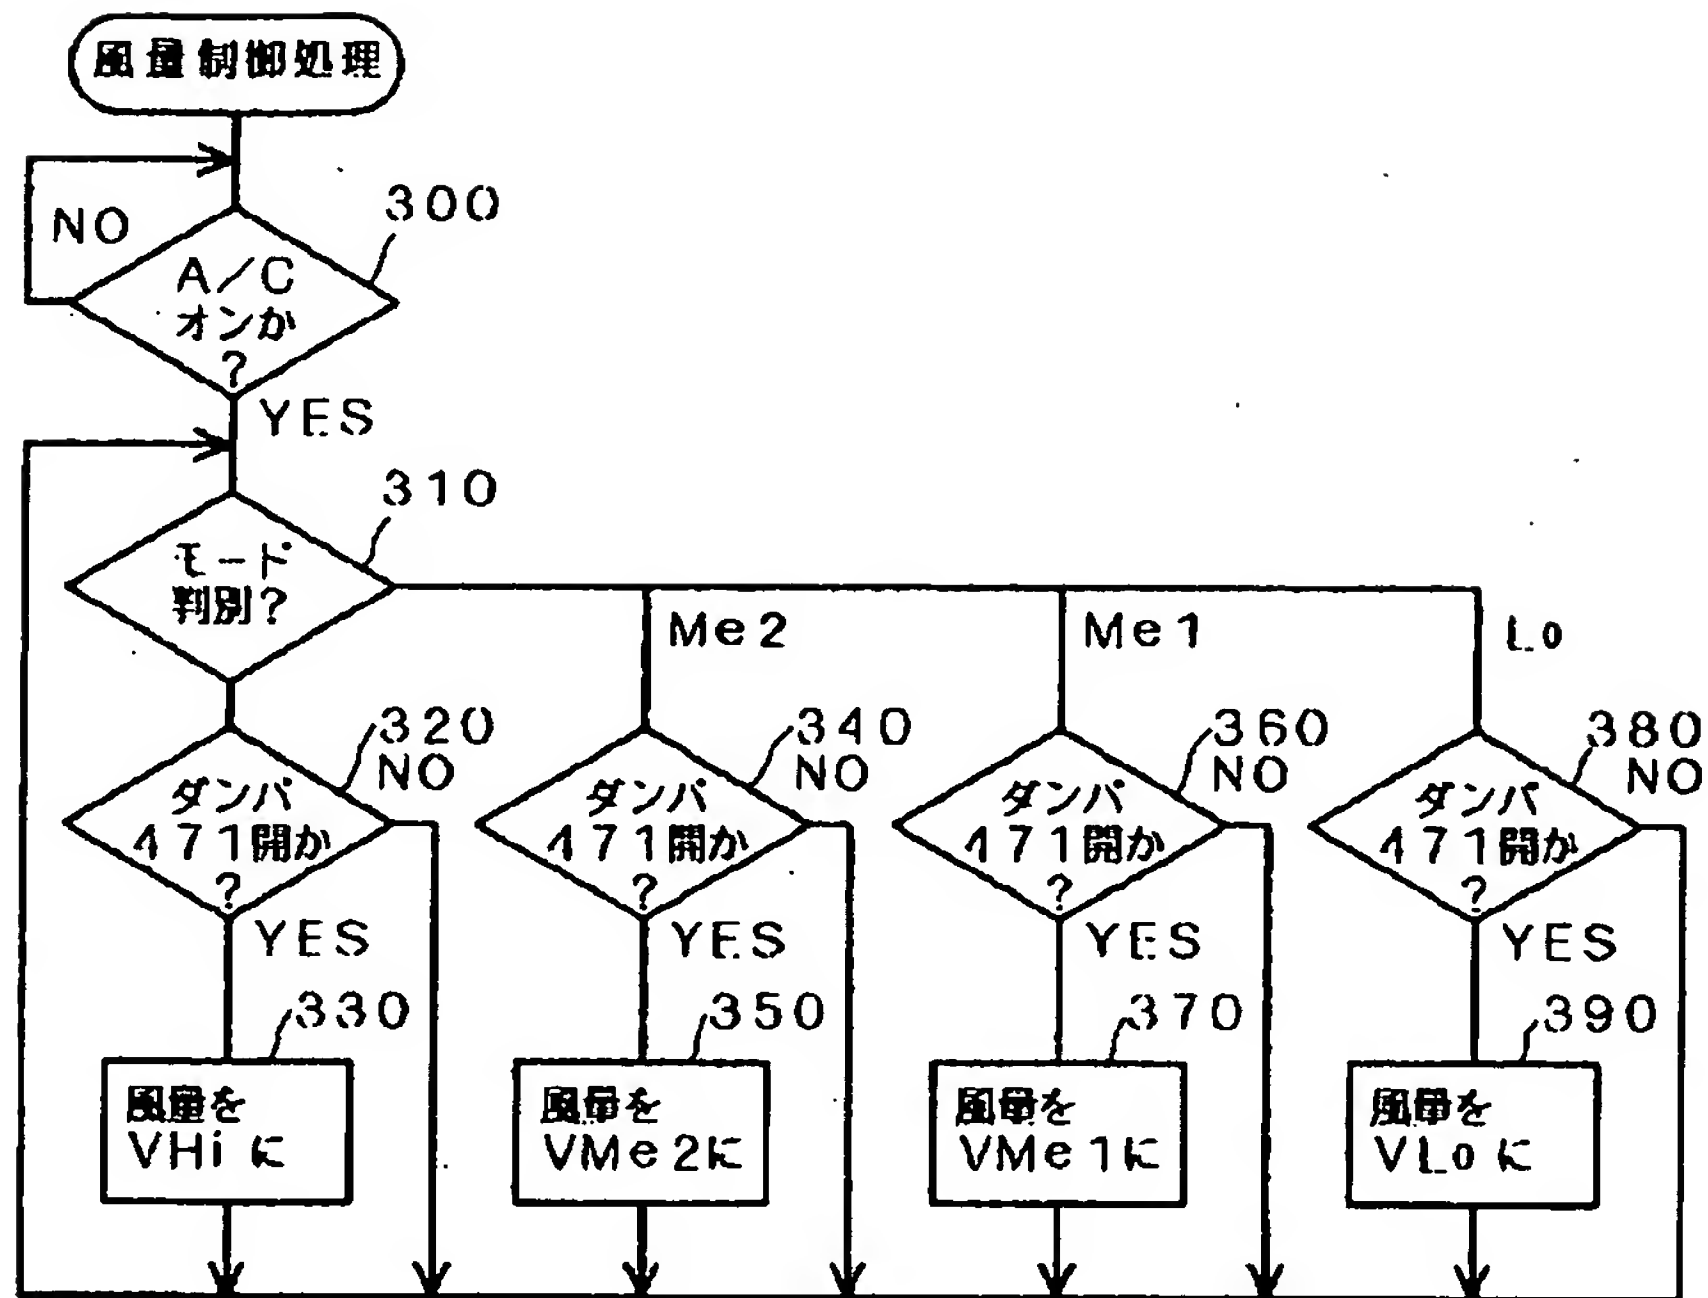 風量制御処理
NO
300
A/C
オンか
?
YES
310
モード
判別?
Me2
Me1
Lo
320
NO
ダンパ
471開か
?
YES
340
NO
ダンパ
471開か
?
YES
360
NO
ダンパ
471開か
?
YES
380
NO
ダンパ
471開か
?
YES
330
風量を
VHiに
350
風量を
VMe2に
370
風量を
VMe1に
390
風量を
VLoに